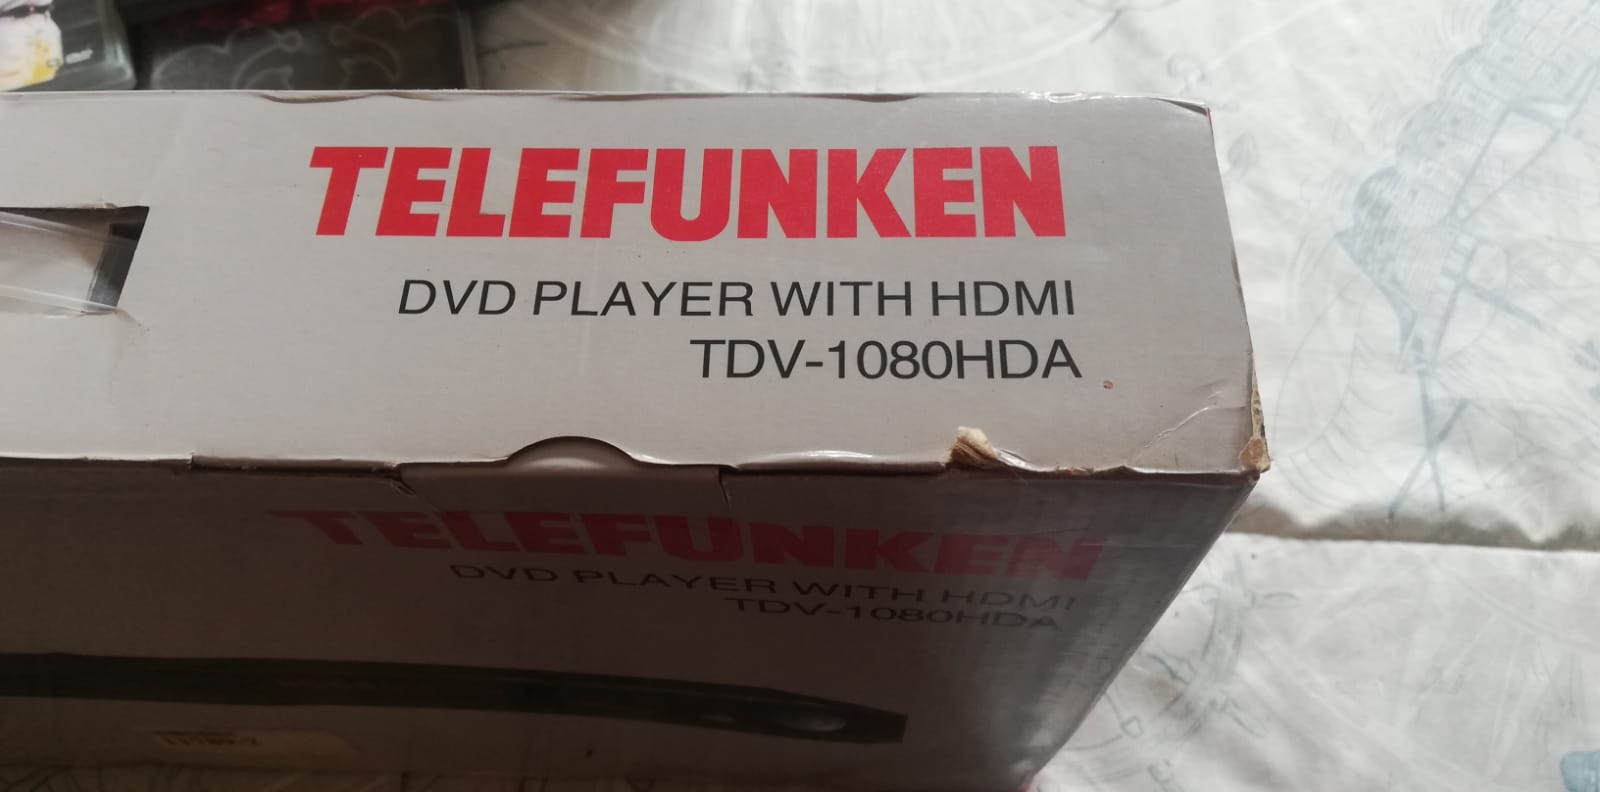 TELEFUNKEN
DVD PLAYER WITH HDMI
TDV-1080HDA
TELEFUNKEN
DVD PLAYER WITH HDMI
TDV-1080HDA